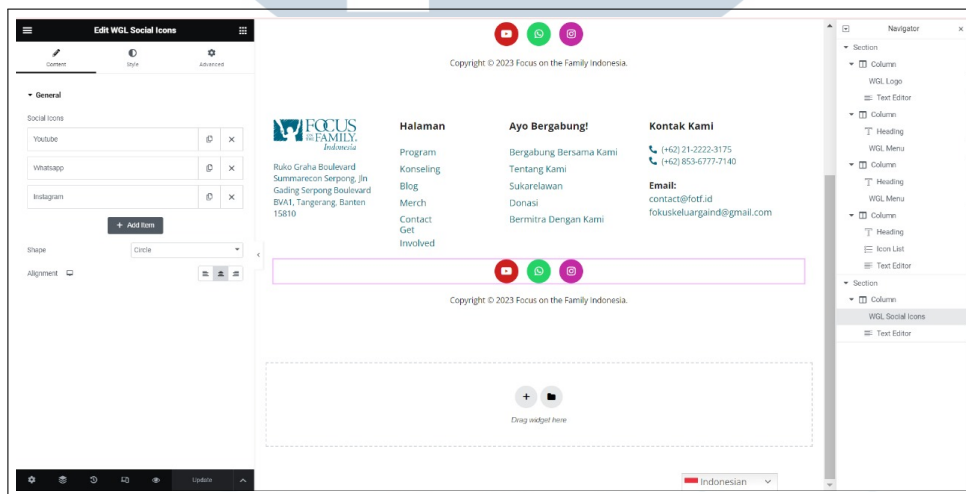 Edit WGL Social Icons
Content
Style
Advanced
General
Social Icons
Youtube
Whatsapp
Instagram
+ Add Item
Shape
Circle
Alignment
Update
Copyright © 2023 Focus on the Family Indonesia.
FOCUS
ON THE
FAMILY.
Indonesia
Ruko Graha Boulevard
Summarecon Serpong, Jln
Gading Serpong Boulevard
BVA1, Tangerang, Banten
15810
Halaman
Program
Konseling
Blog
Merch
Contact
Get
Involved
Ayo Bergabung!
Bergabung Bersama Kami
Tentang Kami
Sukarelawan
Donasi
Bermitra Dengan Kami
Kontak Kami
(+62) 21-2222-3175
(+62) 853-6777-7140
Email:
contact@fotf.id
fokuskeluargaind@gmail.com
Copyright © 2023 Focus on the Family Indonesia.
Drag widget here
Indonesian
Navigator
Section
Column
WGL Logo
Text Editor
Column
Heading
WGL Menu
Column
Heading
WGL Menu
Column
Heading
Icon List
Text Editor
Section
Column
WGL Social Icons
Text Editor